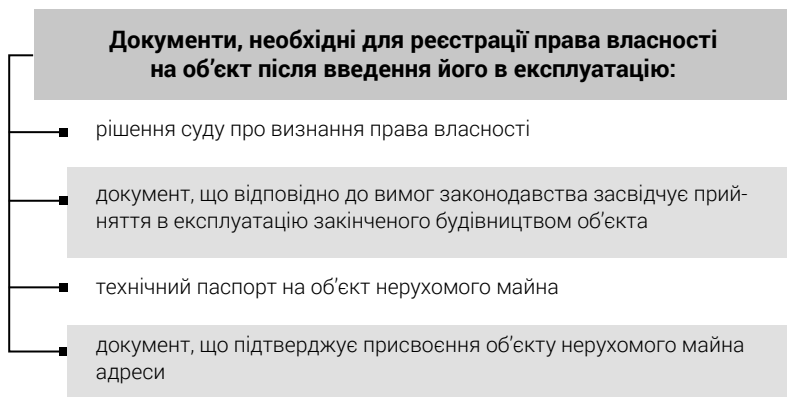 Документи, необхідні для реєстрації права власності
на об’єкт після введення його в експлуатацію:
рішення суду про визнання права власності
документ, що відповідно до вимог законодавства засвідчує прий-
няття в експлуатацію закінченого будівництвом об’єкта
технічний паспорт на об’єкт нерухомого майна
документ, що підтверджує присвоєння об’єкту нерухомого майна
адреси